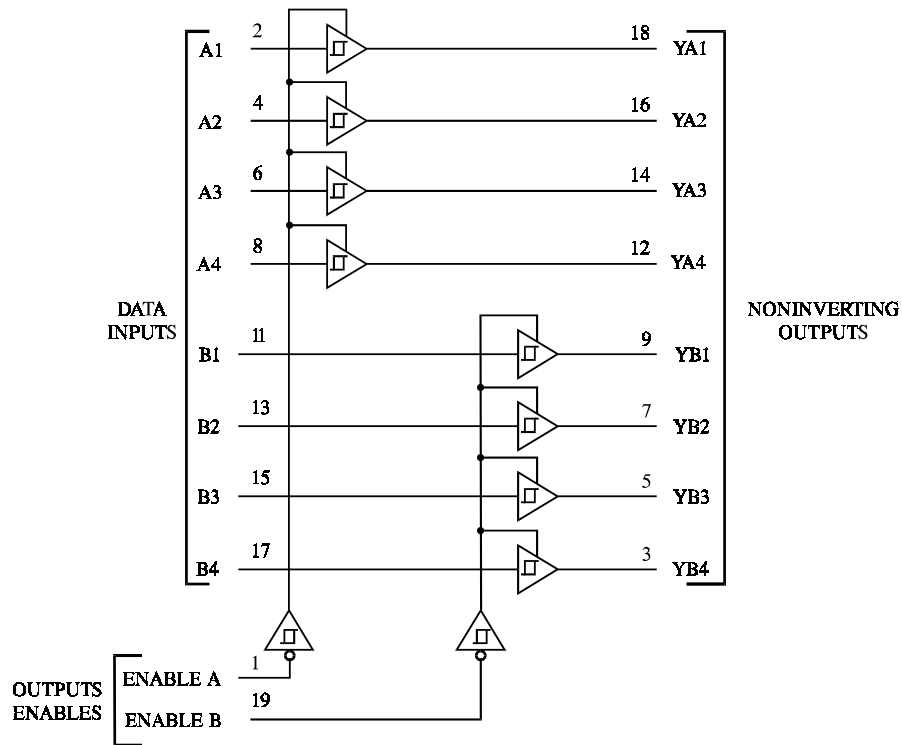 A1 2 18 YA1
A2 4 16 YA2
A3 6 14 YA3
A4 8 12 YA4
DATA
INPUTS
NONINVERTING
OUTPUTS
B1 11 9 YB1
B2 13 7 YB2
B3 15 5 YB3
B4 17 3 YB4
OUTPUTS
ENABLES
ENABLE A 1
ENABLE B 19